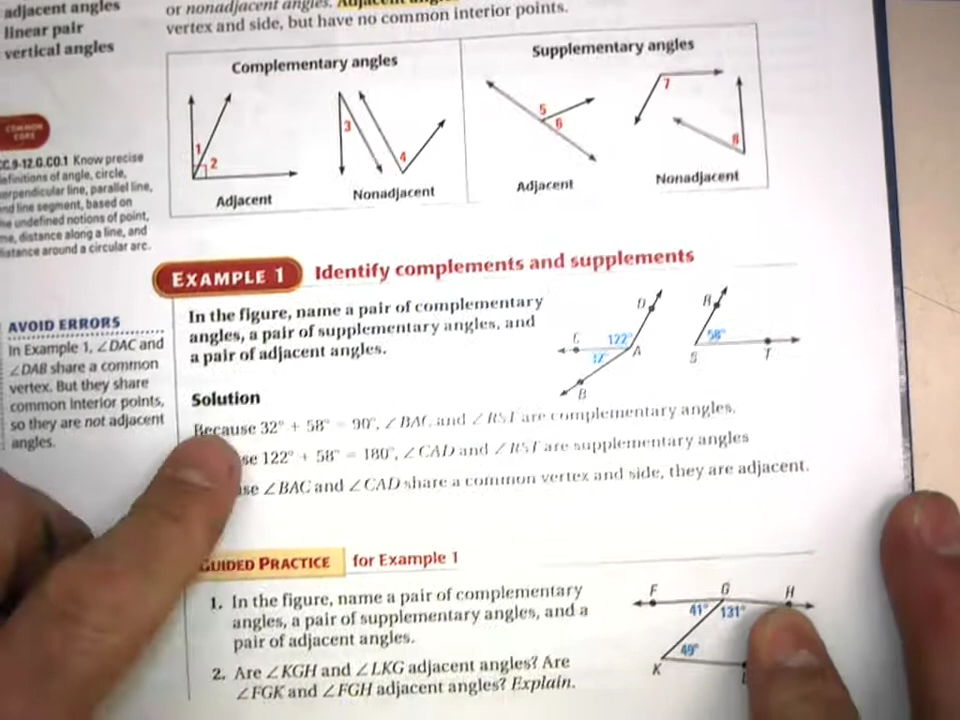 adjacent angles
linear pair
vertical angles
or nonadjacent angles.
vertex and side, but have no common interior points.
Complementary angles
Supplementary angles
1
2
3
4
5
6
7
8
Adjacent
Nonadjacent
Adjacent
Nonadjacent
COMMON
CORE
CC.9-12.G.CO.1 Know precise
definitions of angle, circle,
perpendicular line, parallel line,
and line segment, based on
the undefined notions of point,
line, distance along a line, and
distance around a circular arc.
EXAMPLE 1 Identify complements and supplements
AVOID ERRORS
In Example 1, ∠DAC and
∠DAB share a common
vertex. But they share
common interior points,
so they are not adjacent
angles.
In the figure, name a pair of complementary
angles, a pair of supplementary angles, and
a pair of adjacent angles.
D
C
122°
32°
A
B
R
58°
S
T
Solution
Because 32° + 58° = 90°, ∠BAC and ∠RST are complementary angles.
se 122° + 58° = 180°, ∠CAD and ∠RST are supplementary angles
use ∠BAC and ∠CAD share a common vertex and side, they are adjacent.
GUIDED PRACTICE for Example 1
1. In the figure, name a pair of complementary
angles, a pair of supplementary angles, and a
pair of adjacent angles.
2. Are ∠KGH and ∠LKG adjacent angles? Are
∠FGK and ∠FGH adjacent angles? Explain.
F
G
H
41°
131°
49°
K
L